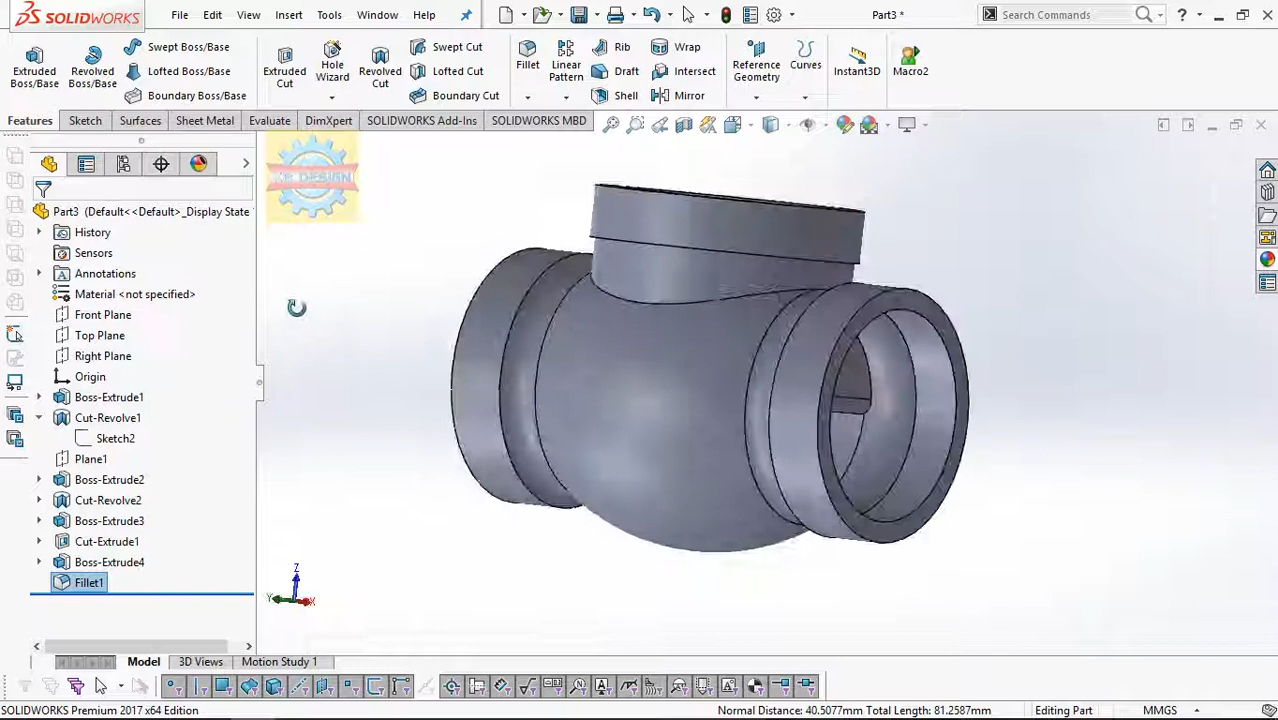 SOLIDWORKS File Edit View Insert Tools Window Help Part3 * Search Commands ?
Extruded Boss/Base Revolved Boss/Base Swept Boss/Base Lofted Boss/Base Boundary Boss/Base Extruded Cut Hole Wizard Revolved Cut Swept Cut Lofted Cut Boundary Cut Fillet Linear Pattern Rib Draft Shell Wrap Intersect Mirror Reference Geometry Curves Instant3D Macro2
Features Sketch Surfaces Sheet Metal Evaluate DimXpert SOLIDWORKS Add-Ins SOLIDWORKS MBD
Part3 (Default<<Default>_Display State
History
Sensors
Annotations
Material <not specified>
Front Plane
Top Plane
Right Plane
Origin
Boss-Extrude1
Cut-Revolve1
Sketch2
Plane1
Boss-Extrude2
Cut-Revolve2
Boss-Extrude3
Cut-Extrude1
Boss-Extrude4
Fillet1
DESIGN
Z
Y X
Model 3D Views Motion Study 1
SOLIDWORKS Premium 2017 x64 Edition Normal Distance: 40.5077mm Total Length: 81.2587mm Editing Part MMGS